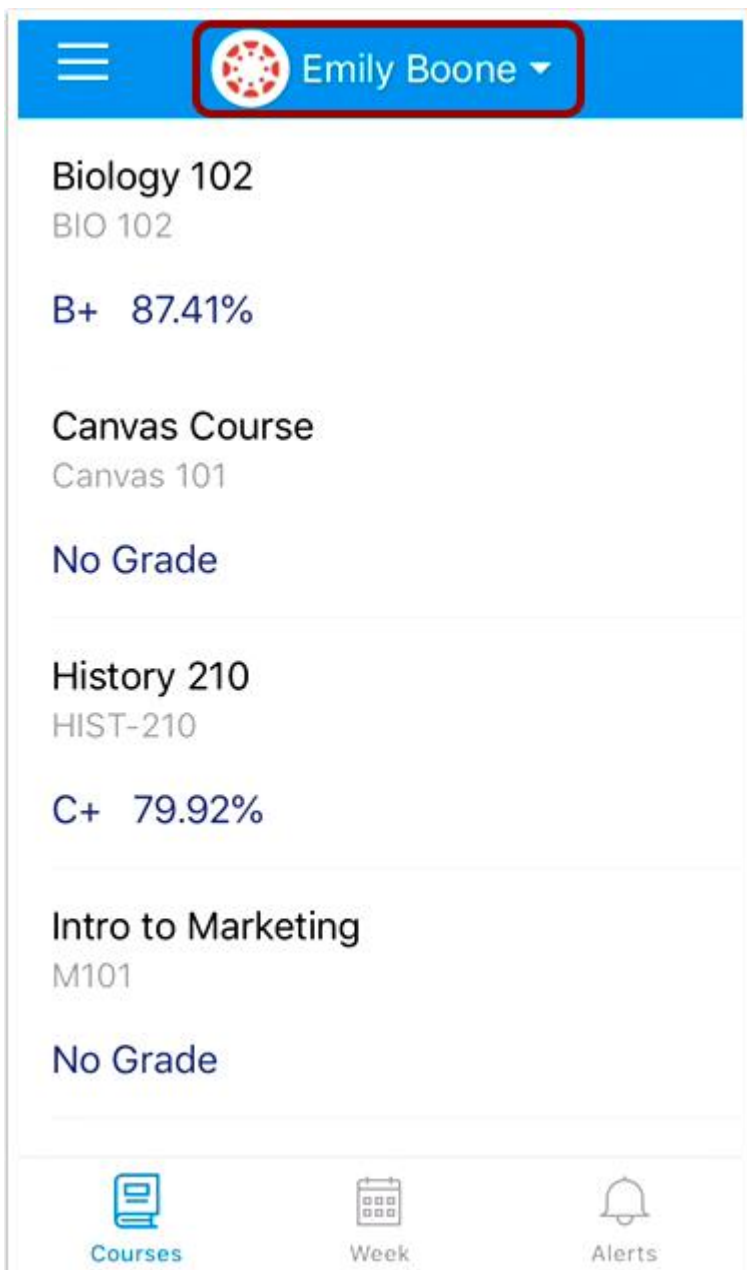 Emily Boone
Biology 102
BIO 102
B+ 87.41%
Canvas Course
Canvas 101
No Grade
History 210
HIST-210
C+ 79.92%
Intro to Marketing
M101
No Grade
Courses Week Alerts